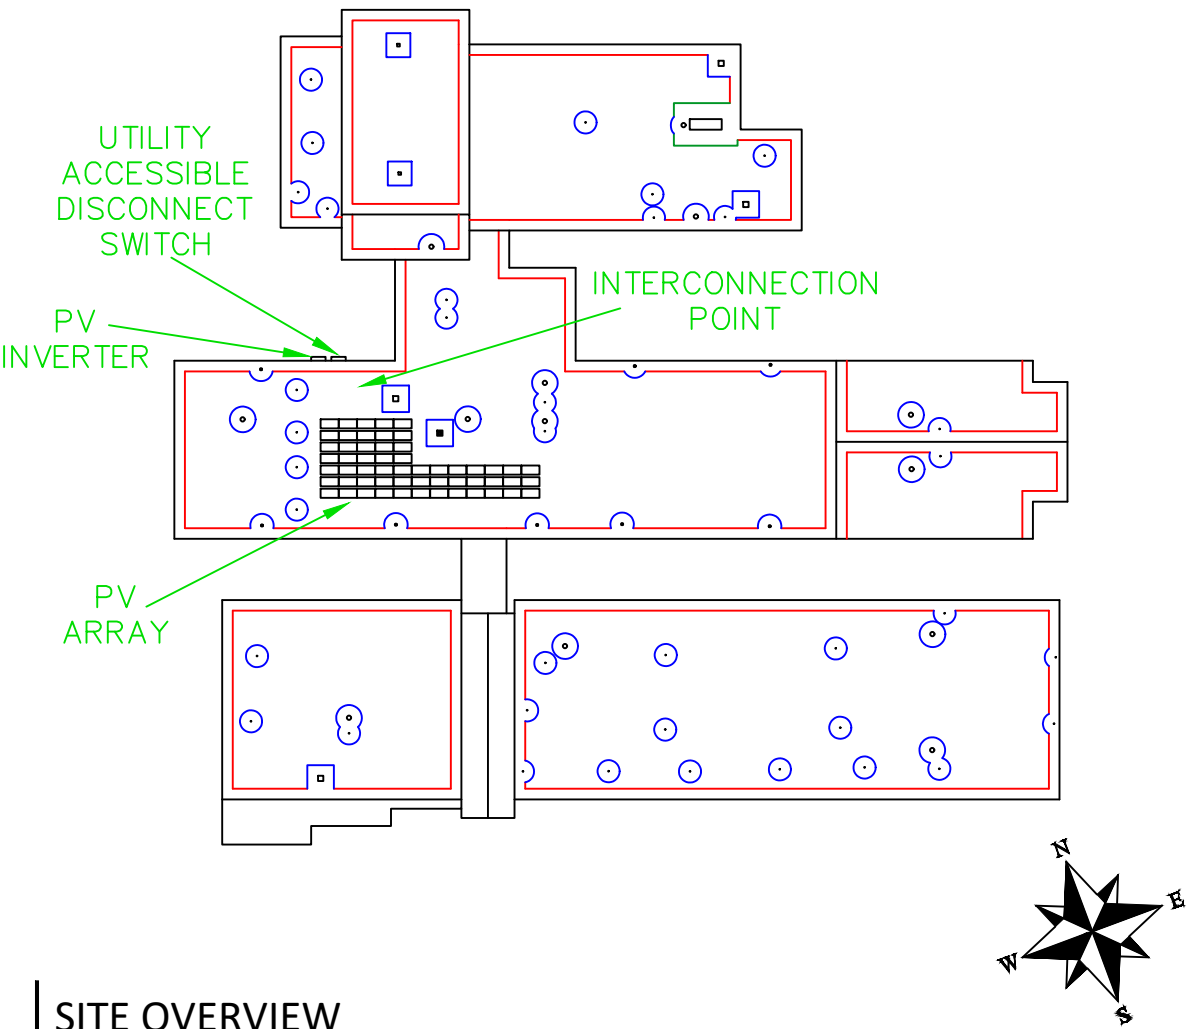 UTILITY
ACCESSIBLE
DISCONNECT
SWITCH
INTERCONNECTION
POINT
PV
INVERTER
PV
ARRAY
N
E
W
S
SITE OVERVIEW